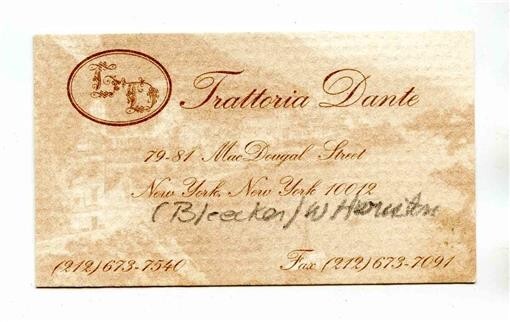 LD
Trattoria Dante
79-81 MacDougal Street
New York, New York 10012
(Bleecker/W Houston
(212) 673-7540
Fax (212) 673-7091